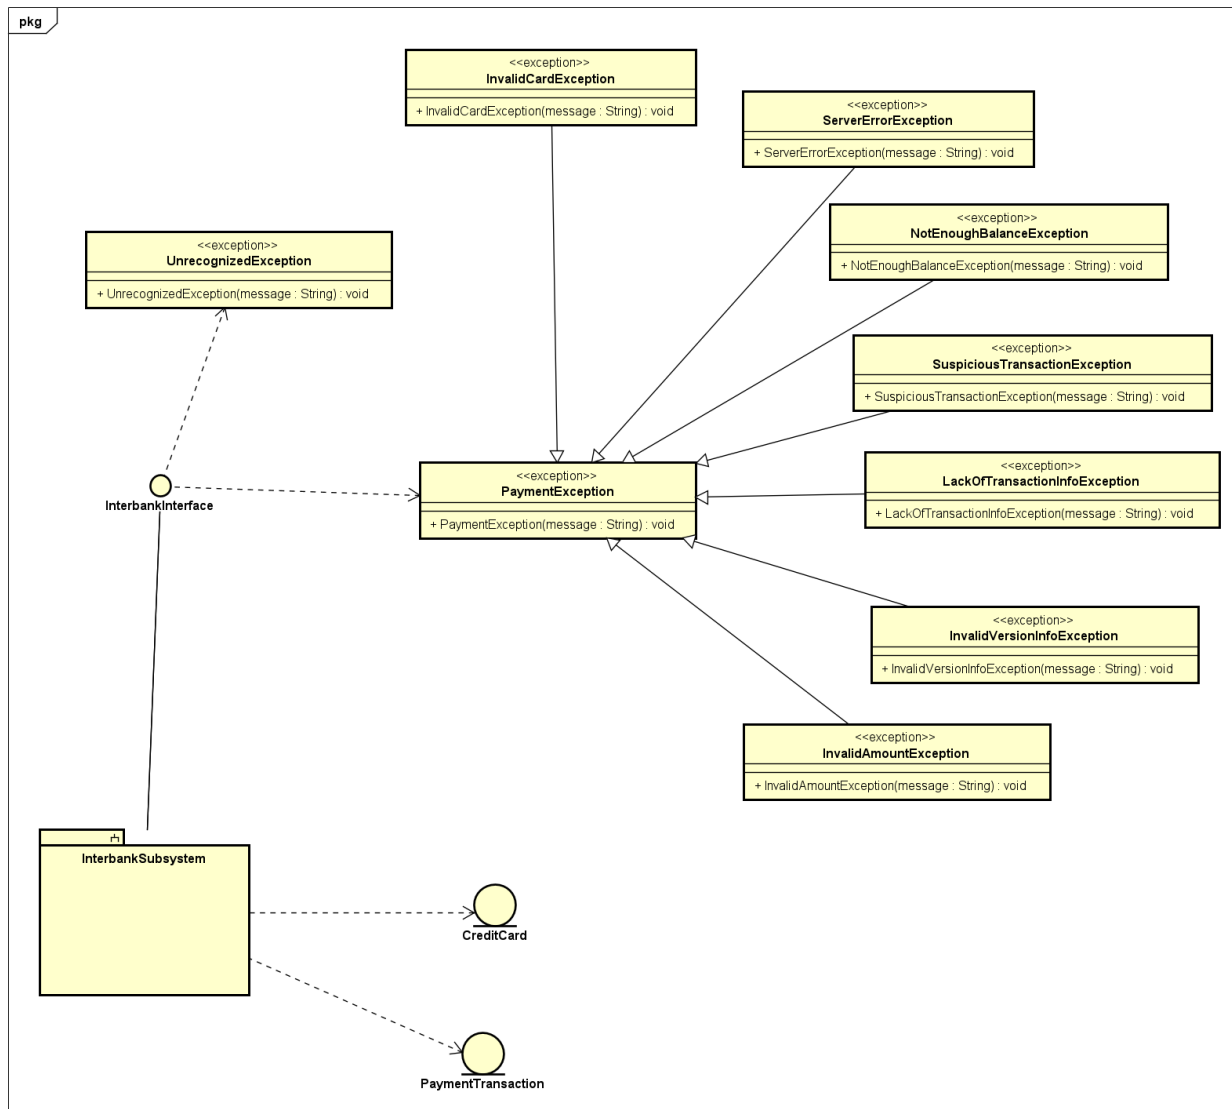 pkg
<<exception>>
InvalidCardException
+ InvalidCardException(message : String) : void
<<exception>>
ServerErrorException
+ ServerErrorException(message : String) : void
<<exception>>
NotEnoughBalanceException
+ NotEnoughBalanceException(message : String) : void
<<exception>>
UnrecognizedException
+ UnrecognizedException(message : String) : void
<<exception>>
SuspiciousTransactionException
+ SuspiciousTransactionException(message : String) : void
<<exception>>
LackOfTransactionInfoException
+ LackOfTransactionInfoException(message : String) : void
<<exception>>
PaymentException
+ PaymentException(message : String) : void
InterbankInterface
<<exception>>
InvalidVersionInfoException
+ InvalidVersionInfoException(message : String) : void
<<exception>>
InvalidAmountException
+ InvalidAmountException(message : String) : void
InterbankSubsystem
CreditCard
PaymentTransaction